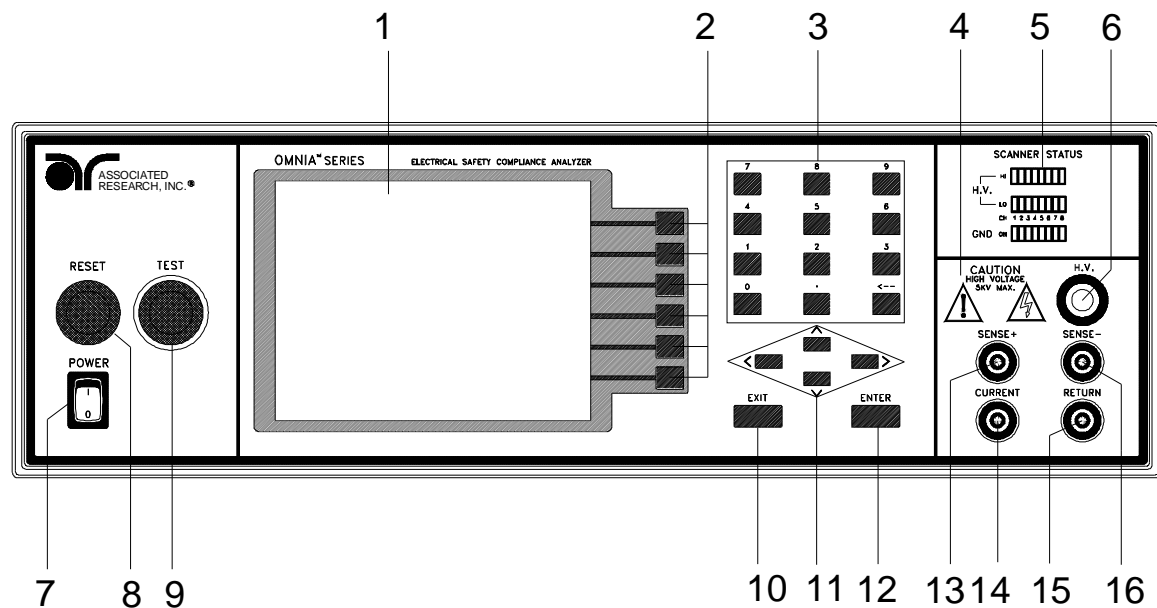 1 2 3 4 5 6
ASSOCIATED
RESEARCH, INC.®
OMNIA™ SERIES
ELECTRICAL SAFETY COMPLIANCE ANALYZER
RESET
TEST
POWER
I
0
7 8 9
4 5 6
1 2 3
0 . <--
< ^ v >
EXIT
ENTER
SCANNER STATUS
HI
H.V.
LO
CH 1 2 3 4 5 6 7 8
GND ON
CAUTION
HIGH VOLTAGE
5KV MAX.
H.V.
SENSE+
SENSE-
CURRENT
RETURN
7 8 9 10 11 12 13 14 15 16